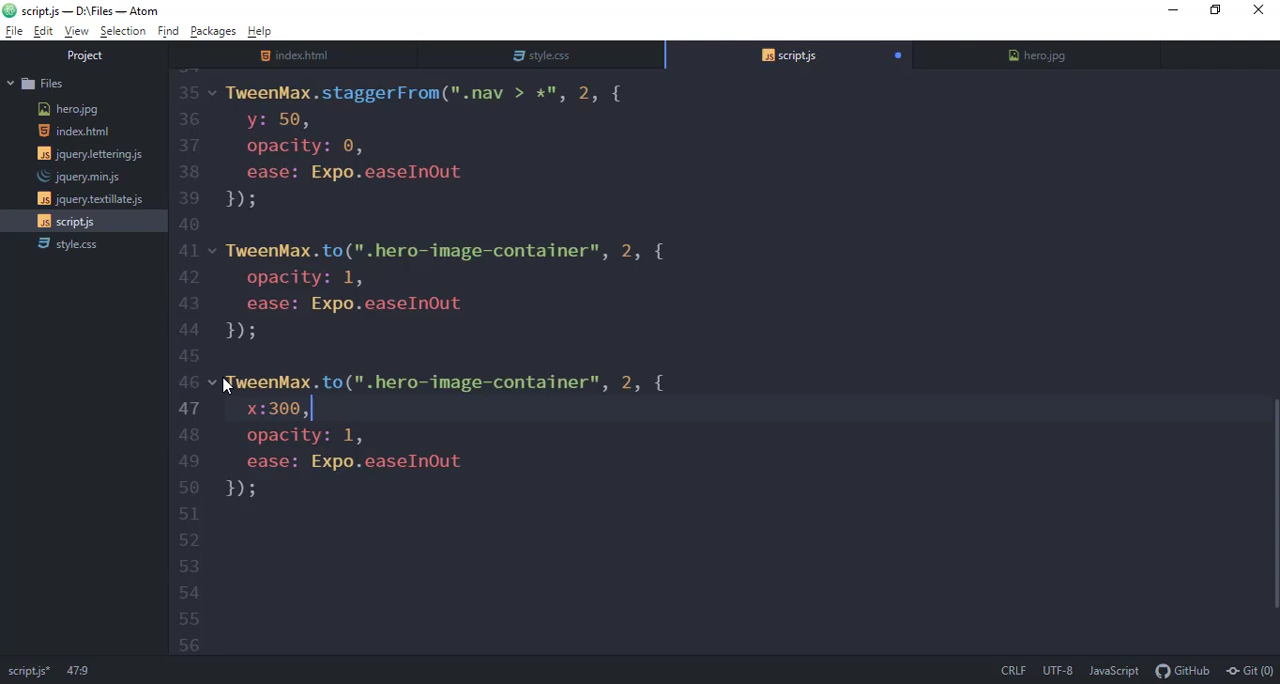 script.js — D:\Files — Atom
File Edit View Selection Find Packages Help
Project
index.html
style.css
script.js
hero.jpg
Files
hero.jpg
index.html
jquery.lettering.js
jquery.min.js
jquery.textillate.js
script.js
style.css
35 TweenMax.staggerFrom(".nav > *", 2, {
36 y: 50,
37 opacity: 0,
38 ease: Expo.easeInOut
39 });
40
41 TweenMax.to(".hero-image-container", 2, {
42 opacity: 1,
43 ease: Expo.easeInOut
44 });
45
46 TweenMax.to(".hero-image-container", 2, {
47 x:300,
48 opacity: 1,
49 ease: Expo.easeInOut
50 });
51
52
53
54
55
56
script.js* 47:9 CRLF UTF-8 JavaScript GitHub Git (0)